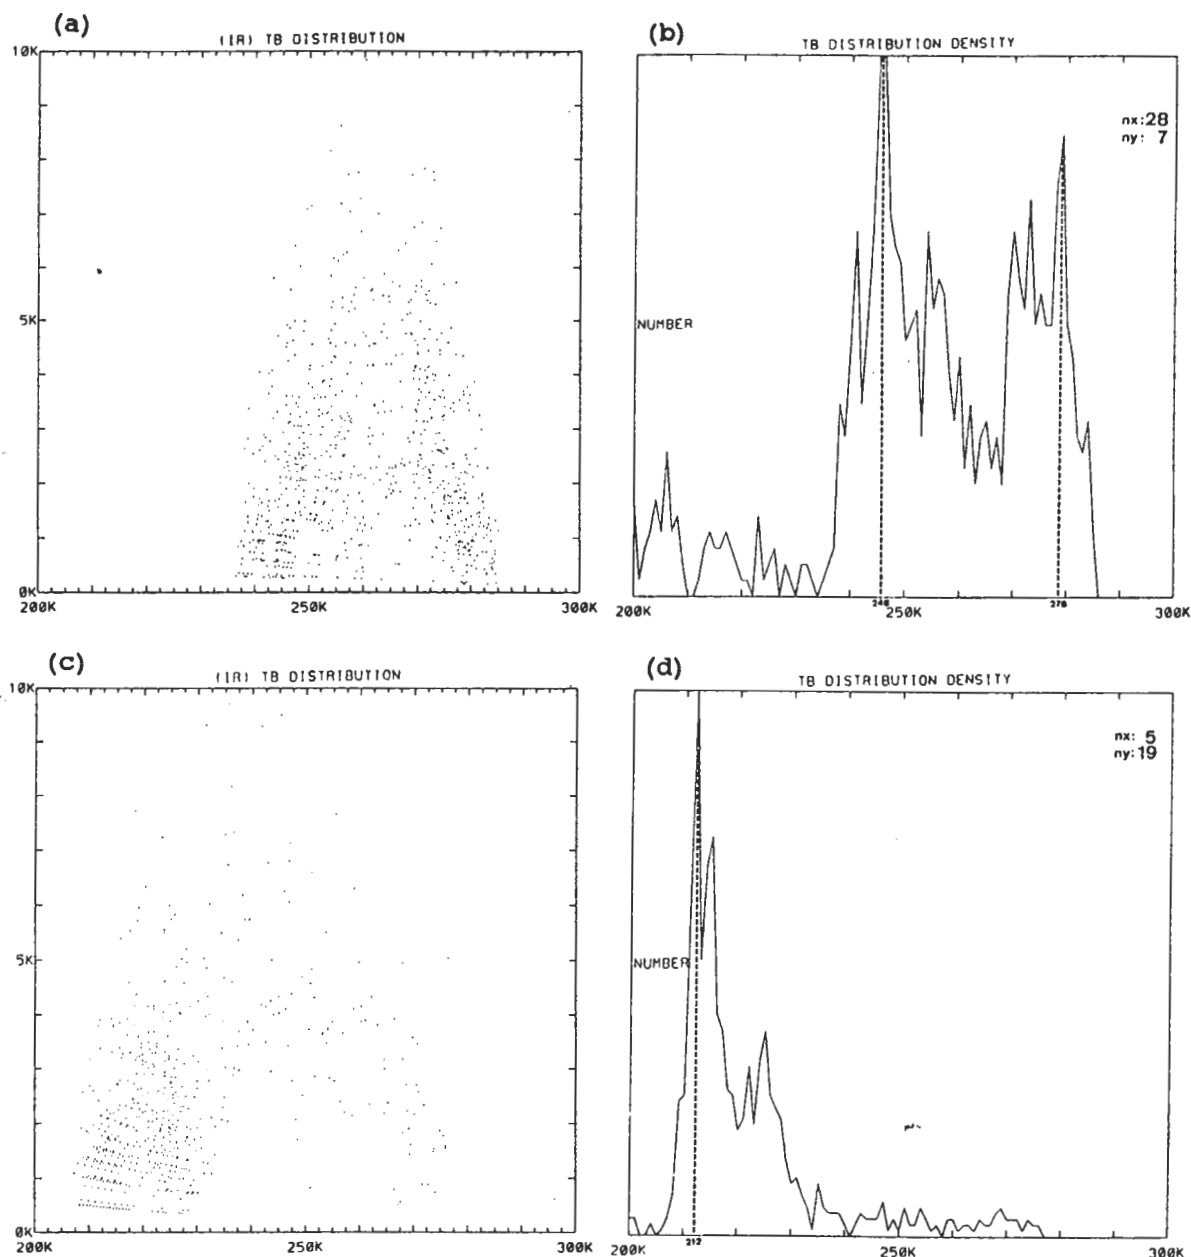 (a)
(IR) TB DISTRIBUTION
10K
5K
0K
200K 250K 300K
(b)
TB DISTRIBUTION DENSITY
nx:28
ny: 7
NUMBER
200K 250K 300K
(c)
(IR) TB DISTRIBUTION
10K
5K
0K
200K 250K 300K
(d)
TB DISTRIBUTION DENSITY
nx: 5
ny:19
NUMBER
212
200K 250K 300K